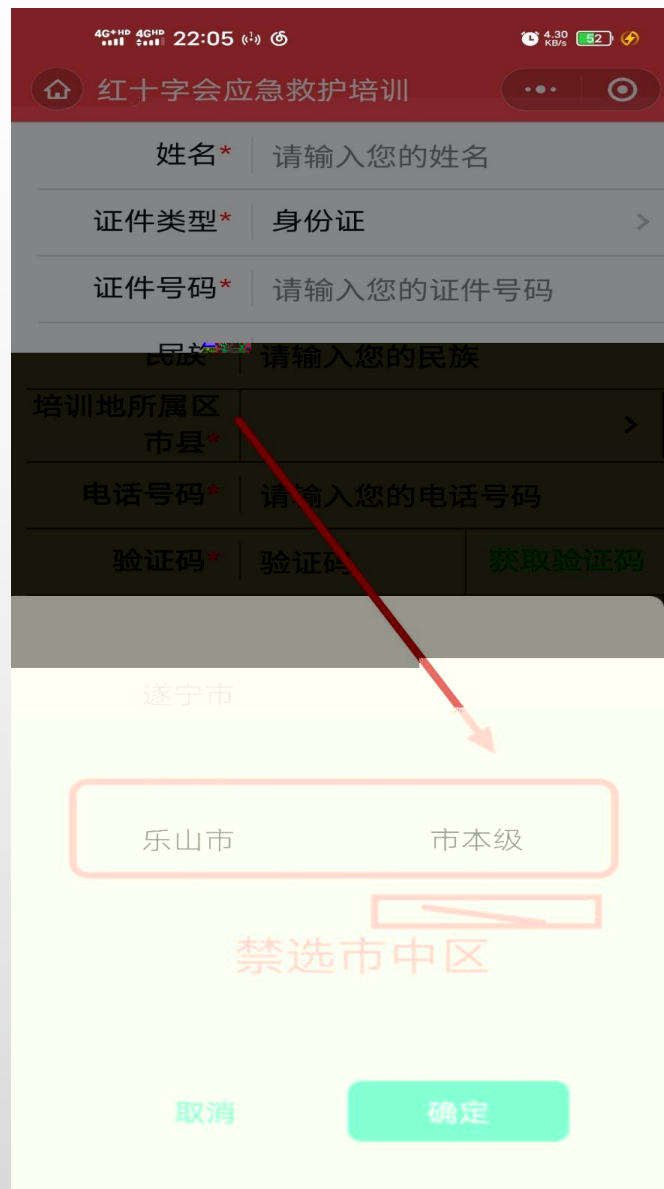 4G+HD 4GHD 22:05 4.30 KB/s 52
红十字会应急救护培训
姓名* 请输入您的姓名
证件类型* 身份证 >
证件号码* 请输入您的证件号码
民族* 请输入您的民族
培训地所属区
市县* >
电话号码* 请输入您的电话号码
验证码* 验证码 获取验证码
遂宁市
乐山市 市本级
禁选市中区
取消 确定